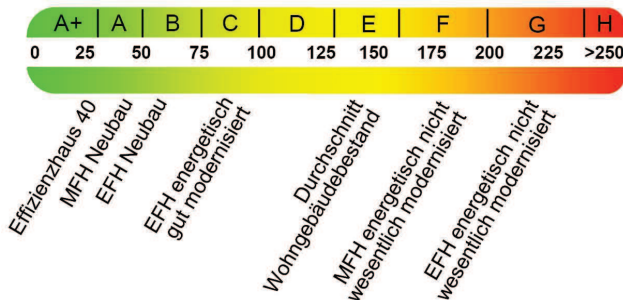 A+ A B C D E F G H
0 25 50 75 100 125 150 175 200 225 >250
Effizienzhaus 40
MFH Neubau
EFH Neubau
EFH energetisch
gut modernisiert
Durchschnitt
Wohngebäudebestand
MFH energetisch nicht
wesentlich modernisiert
EFH energetisch nicht
wesentlich modernisiert